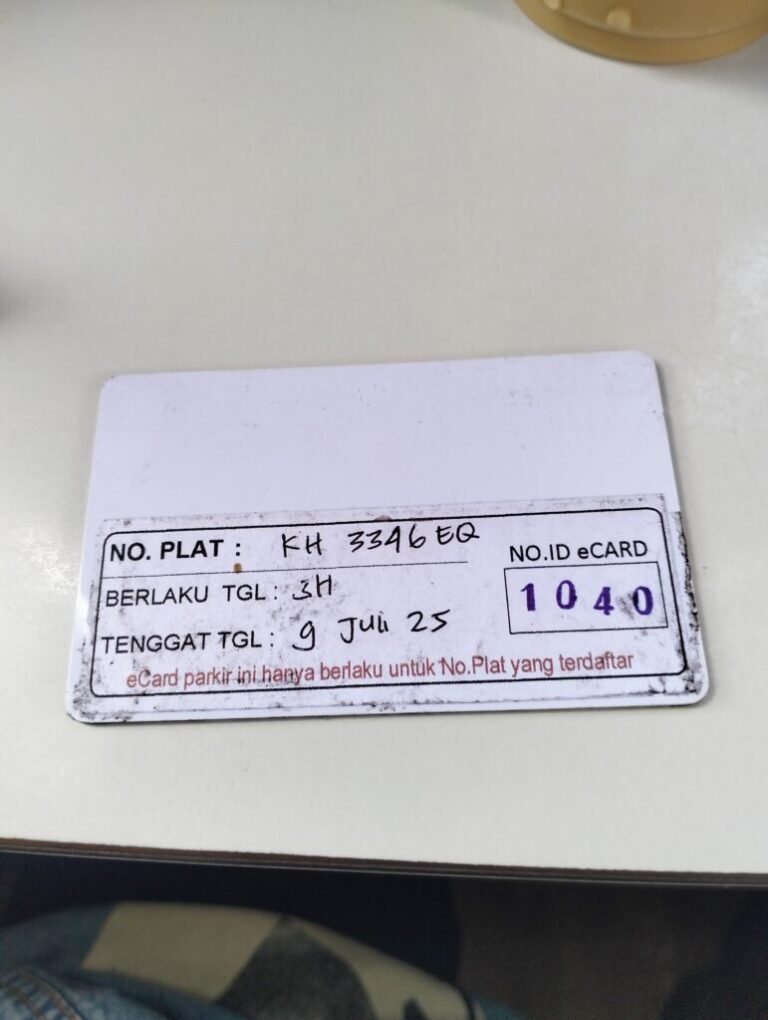 NO. PLAT : KH 3346 EQ
BERLAKU TGL : 3H
TENGGAT TGL : 9 Juli 25
NO.ID eCARD
1040
eCard parkir ini hanya berlaku untuk No.Plat yang terdaftar